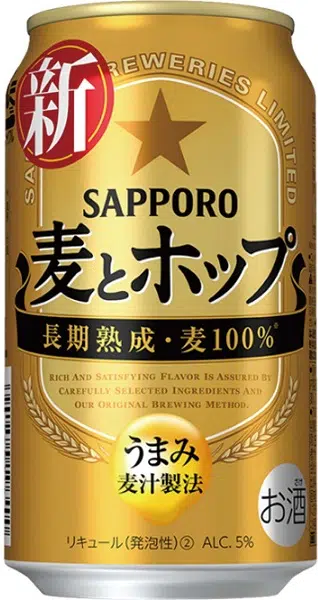 新
BREWERIES LIMITED
SAPPORO
麦とホップ
長期熟成・麦100%※
RICH AND SATISFYING FLAVOR IS ASSURED BY
CAREFULLY SELECTED INGREDIENTS AND
OUR ORIGINAL BREWING METHOD.
うまみ
麦汁製法
さけ
お酒
リキュール（発泡性）② ALC. 5%